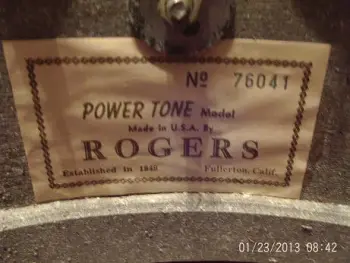 Nº 76041
POWER TONE Model
Made in U.S.A. By
ROGERS
Established in 1849 Fullerton, Calif.
01/23/2013 08:42